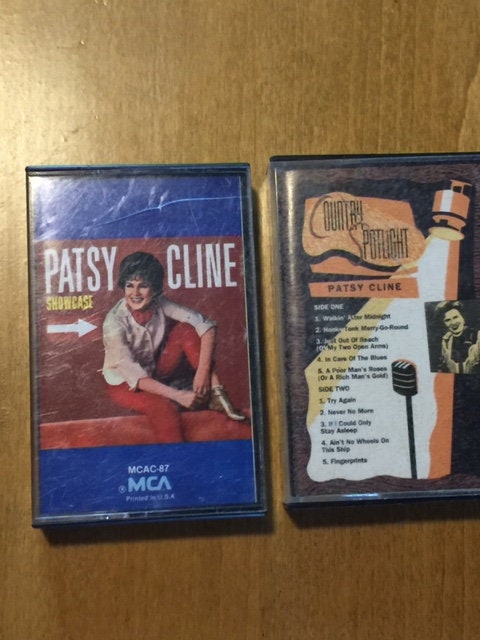 PATSY CLINE
SHOWCASE
MCAC-87
MCA
Printed in U.S.A
COUNTRY
SPOTLIGHT
PATSY CLINE
SIDE ONE
1. Walkin' After Midnight
2. Honky Tonk Merry-Go-Round
3. Just Out Of Reach
(Of My Two Open Arms)
4. In Care Of The Blues
5. A Poor Man's Roses
(Or A Rich Man's Gold)
SIDE TWO
1. Try Again
2. Never No More
3. If I Could Only
Stay Asleep
4. Ain't No Wheels On
This Ship
5. Fingerprints